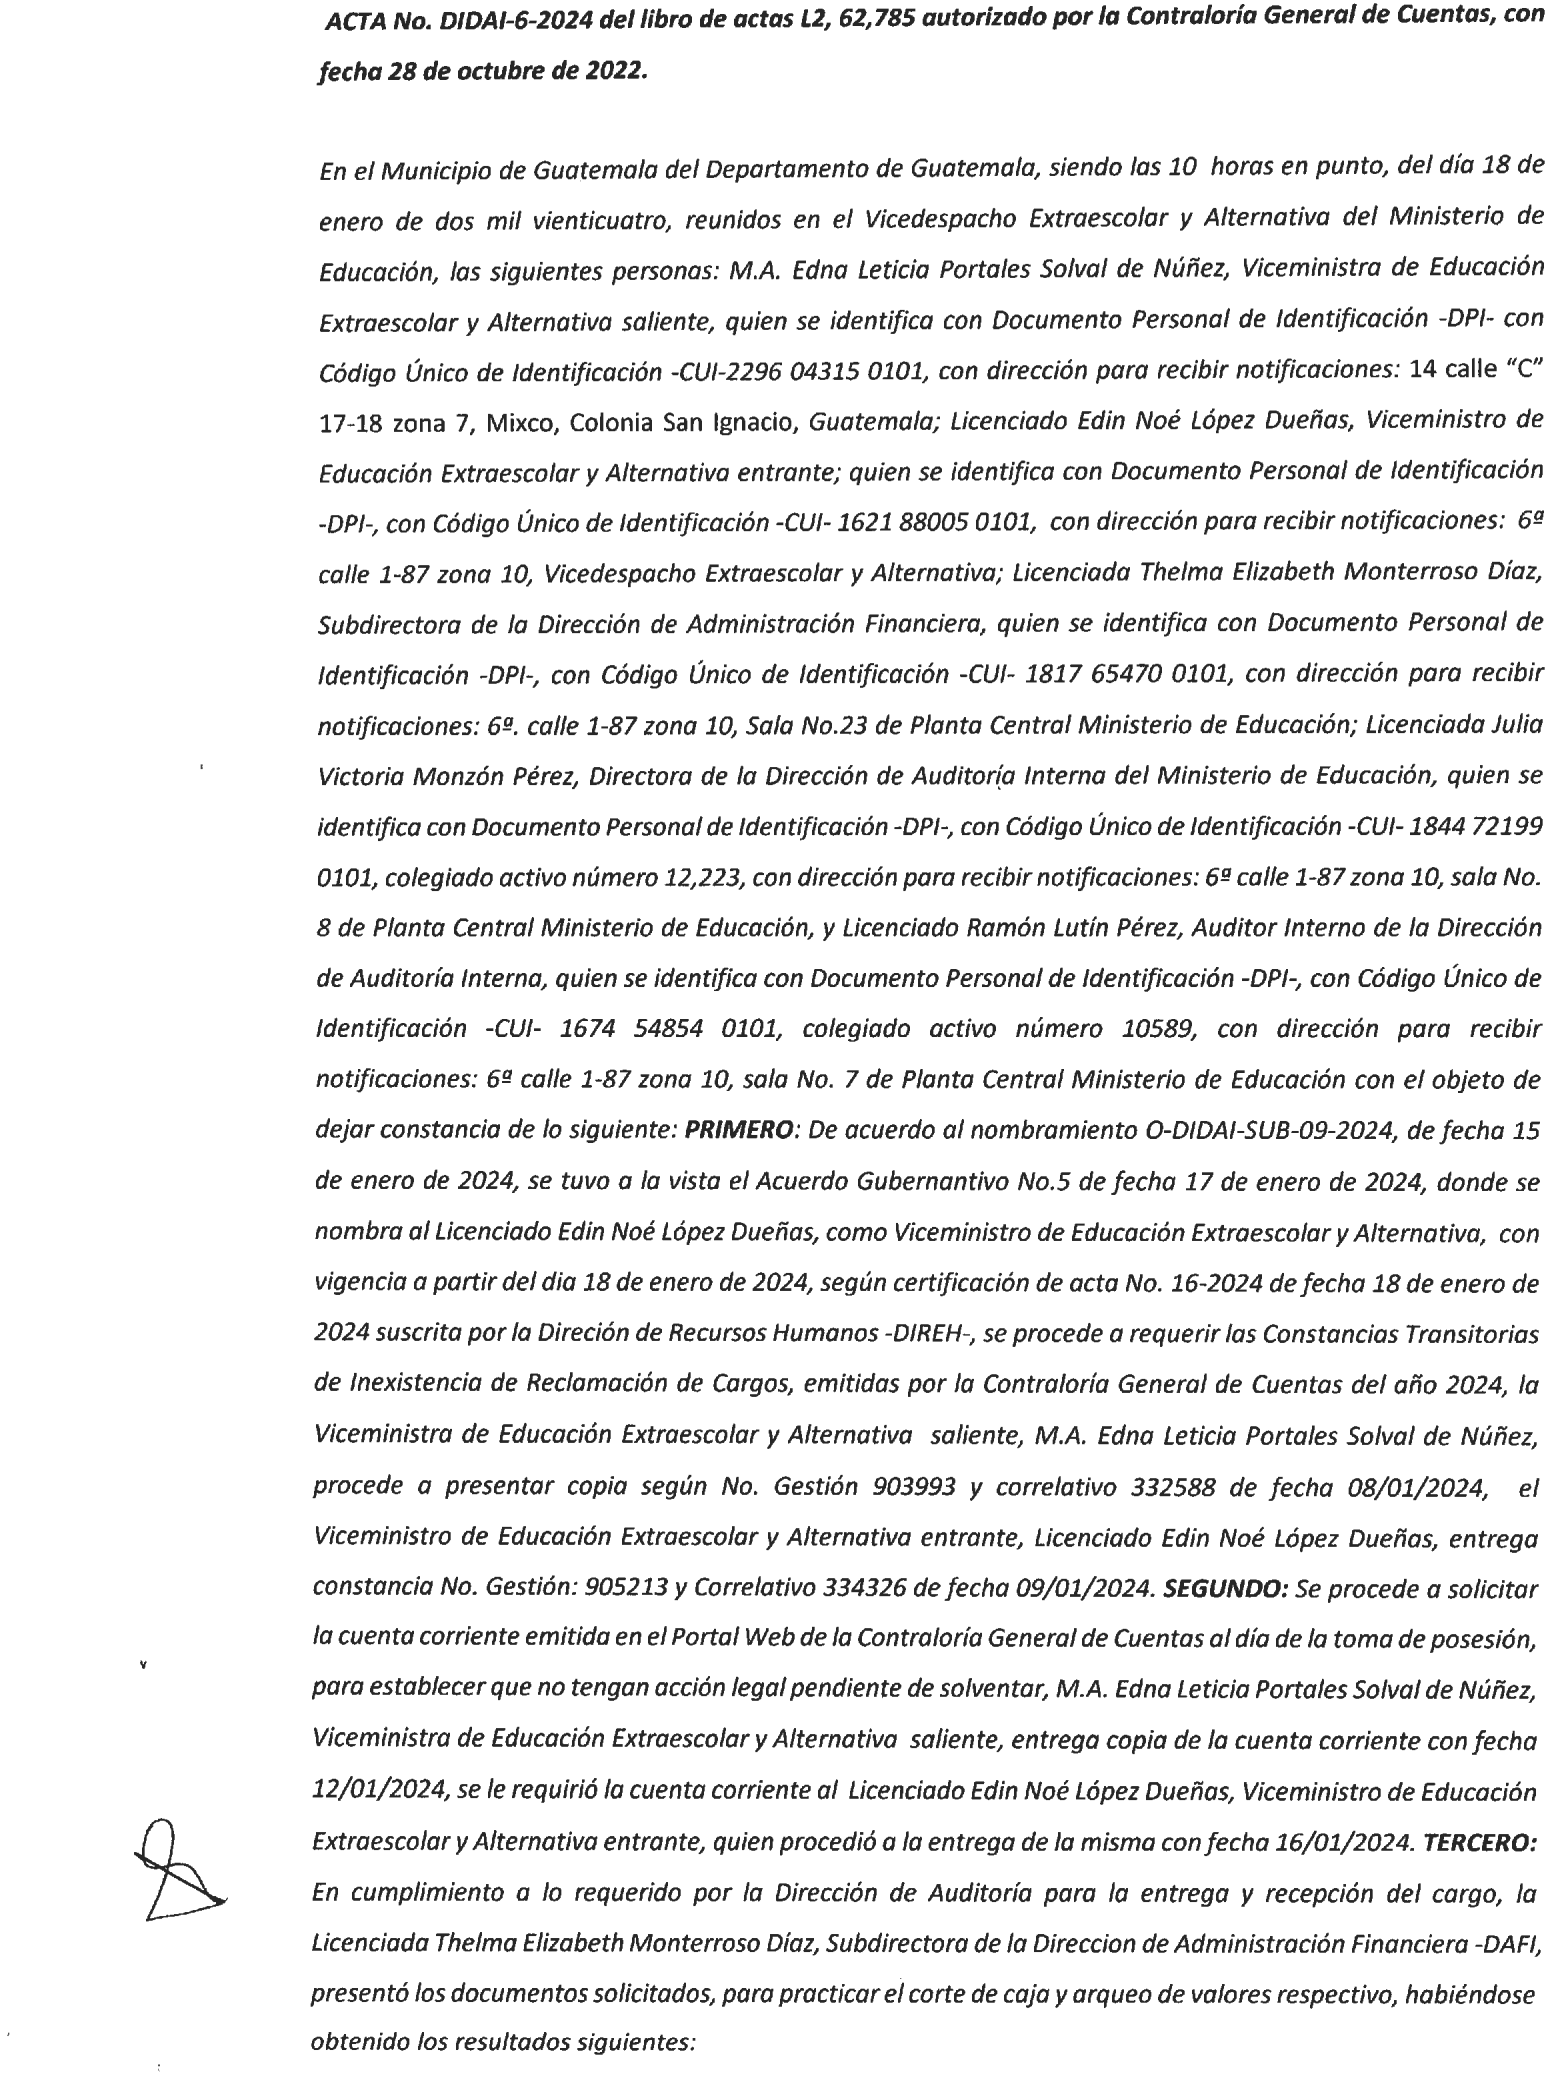 ACTA No. DIDAI-6-2024 del libro de actas L2, 62,785 autorizado por la Contraloría General de Cuentas, con
fecha 28 de octubre de 2022.
En el Municipio de Guatemala del Departamento de Guatemala, siendo las 10 horas en punto, del día 18 de
enero de dos mil vienticuatro, reunidos en el Vicedespacho Extraescolar y Alternativa del Ministerio de
Educación, las siguientes personas: M.A. Edna Leticia Portales Solval de Núñez, Viceministra de Educación
Extraescolar y Alternativa saliente, quien se identifica con Documento Personal de Identificación -DPI- con
Código Único de Identificación -CUI-2296 04315 0101, con dirección para recibir notificaciones: 14 calle "C"
17-18 zona 7, Mixco, Colonia San Ignacio, Guatemala; Licenciado Edin Noé López Dueñas, Viceministro de
Educación Extraescolar y Alternativa entrante; quien se identifica con Documento Personal de Identificación
-DPI-, con Código Único de Identificación -CUI- 1621 88005 0101, con dirección para recibir notificaciones: 6ª
calle 1-87 zona 10, Vicedespacho Extraescolar y Alternativa; Licenciada Thelma Elizabeth Monterroso Díaz,
Subdirectora de la Dirección de Administración Financiera, quien se identifica con Documento Personal de
Identificación -DPI-, con Código Único de Identificación -CUI- 1817 65470 0101, con dirección para recibir
notificaciones: 6ª. calle 1-87 zona 10, Sala No.23 de Planta Central Ministerio de Educación; Licenciada Julia
Victoria Monzón Pérez, Directora de la Dirección de Auditoría Interna del Ministerio de Educación, quien se
identifica con Documento Personal de Identificación -DPI-, con Código Único de Identificación -CUI- 1844 72199
0101, colegiado activo número 12,223, con dirección para recibir notificaciones: 6ª calle 1-87 zona 10, sala No.
8 de Planta Central Ministerio de Educación, y Licenciado Ramón Lutín Pérez, Auditor Interno de la Dirección
de Auditoría Interna, quien se identifica con Documento Personal de Identificación -DPI-, con Código Único de
Identificación -CUI- 1674 54854 0101, colegiado activo número 10589, con dirección para recibir
notificaciones: 6ª calle 1-87 zona 10, sala No. 7 de Planta Central Ministerio de Educación con el objeto de
dejar constancia de lo siguiente: PRIMERO: De acuerdo al nombramiento O-DIDAI-SUB-09-2024, de fecha 15
de enero de 2024, se tuvo a la vista el Acuerdo Gubernantivo No.5 de fecha 17 de enero de 2024, donde se
nombra al Licenciado Edin Noé López Dueñas, como Viceministro de Educación Extraescolar y Alternativa, con
vigencia a partir del dia 18 de enero de 2024, según certificación de acta No. 16-2024 de fecha 18 de enero de
2024 suscrita por la Direción de Recursos Humanos -DIREH-, se procede a requerir las Constancias Transitorias
de Inexistencia de Reclamación de Cargos, emitidas por la Contraloría General de Cuentas del año 2024, la
Viceministra de Educación Extraescolar y Alternativa saliente, M.A. Edna Leticia Portales Solval de Núñez,
procede a presentar copia según No. Gestión 903993 y correlativo 332588 de fecha 08/01/2024, el
Viceministro de Educación Extraescolar y Alternativa entrante, Licenciado Edin Noé López Dueñas, entrega
constancia No. Gestión: 905213 y Correlativo 334326 de fecha 09/01/2024. SEGUNDO: Se procede a solicitar
la cuenta corriente emitida en el Portal Web de la Contraloría General de Cuentas al día de la toma de posesión,
para establecer que no tengan acción legal pendiente de solventar, M.A. Edna Leticia Portales Solval de Núñez,
Viceministra de Educación Extraescolar y Alternativa saliente, entrega copia de la cuenta corriente con fecha
12/01/2024, se le requirió la cuenta corriente al Licenciado Edin Noé López Dueñas, Viceministro de Educación
Extraescolar y Alternativa entrante, quien procedió a la entrega de la misma con fecha 16/01/2024. TERCERO:
En cumplimiento a lo requerido por la Dirección de Auditoría para la entrega y recepción del cargo, la
Licenciada Thelma Elizabeth Monterroso Díaz, Subdirectora de la Direccion de Administración Financiera -DAFI,
presentó los documentos solicitados, para practicar el corte de caja y arqueo de valores respectivo, habiéndose
obtenido los resultados siguientes: